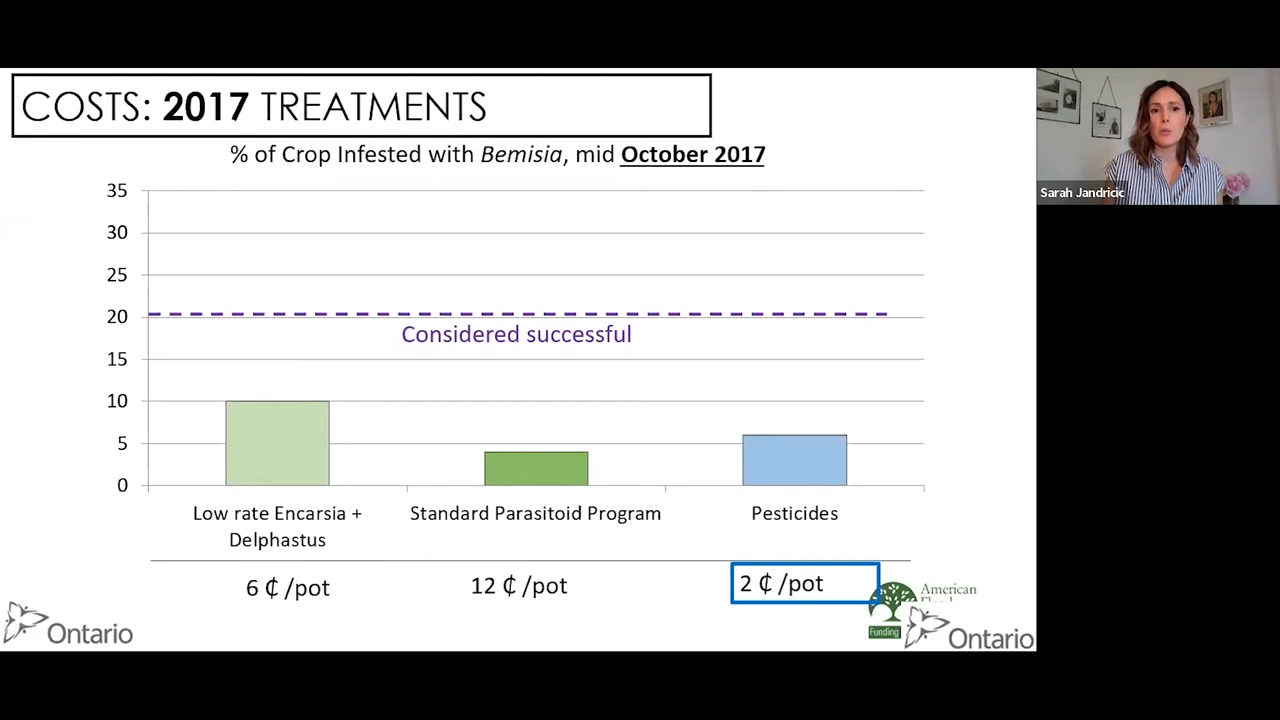 COSTS: 2017 TREATMENTS
% of Crop Infested with Bemisia, mid October 2017
Sarah Jandricic
35
30
25
20
15
10
5
0
Considered successful
Low rate Encarsia +
Delphastus
Standard Parasitoid Program
Pesticides
6 ₵ /pot
12 ₵ /pot
2 ₵ /pot
American
Floral
Funding
Ontario
Ontario